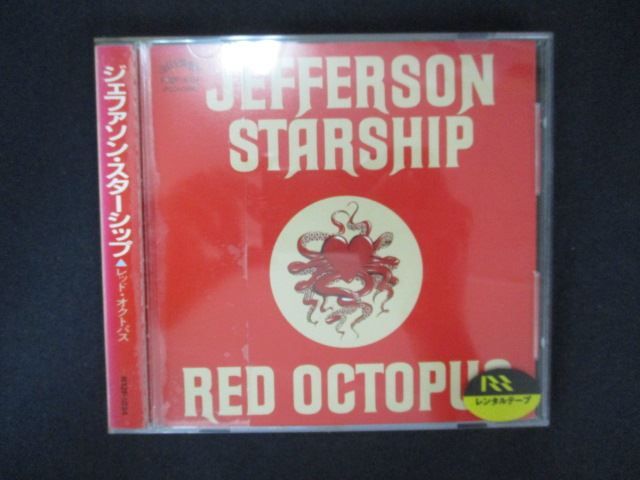 ジェファソン・スターシップ▲レッド・オクトパス
JEFFERSON
STARSHIP
RED OCTOPUS
RR
レンタルテープ